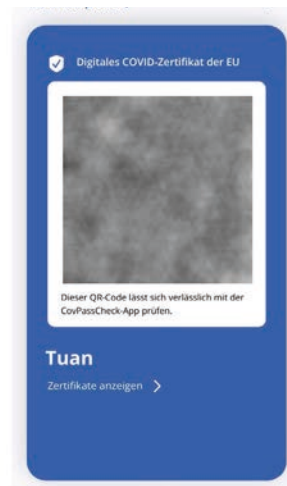 Digitales COVID-Zertifikat der EU
Dieser QR-Code lässt sich verlässlich mit der
CovPassCheck-App prüfen.
Tuan
Zertifikate anzeigen